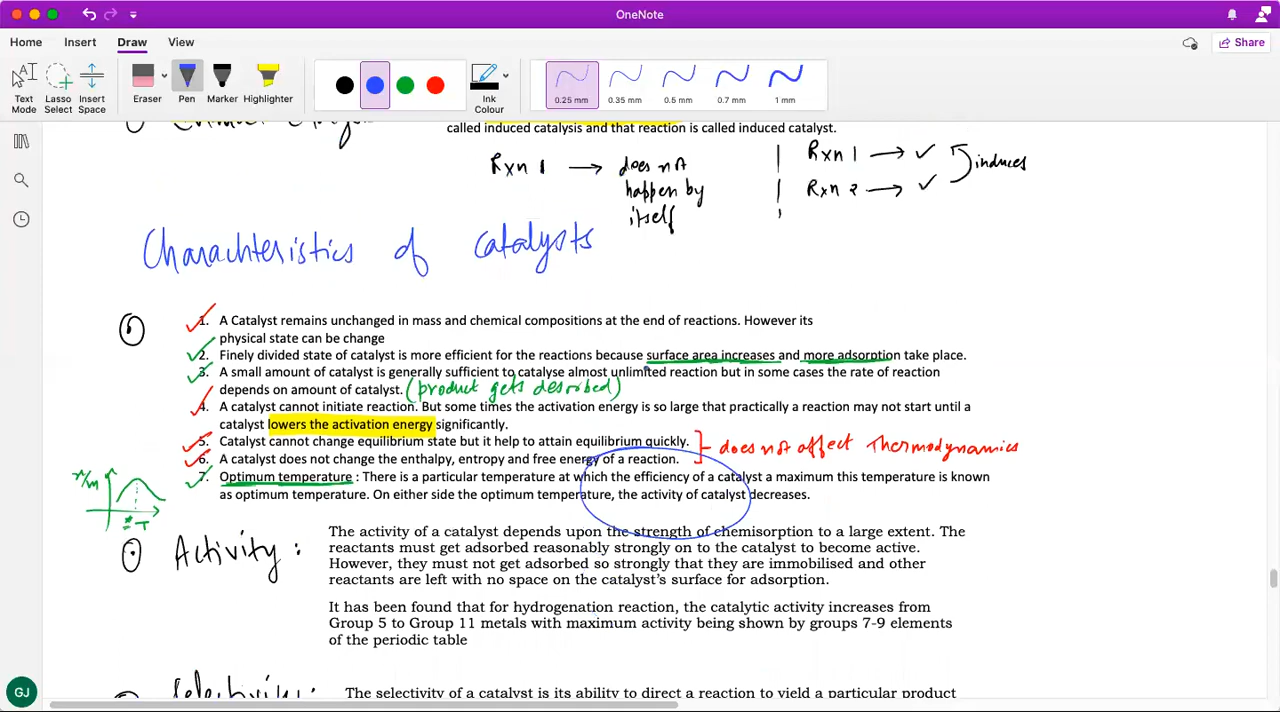 OneNote
Home Insert Draw View
Share
Text Mode
Lasso Select
Insert Space
Eraser
Pen
Marker
Highlighter
Ink Colour
0.25 mm 0.35 mm 0.5 mm 0.7 mm 1 mm
called induced catalysis and that reaction is called induced catalyst.
Rxn 1 → does not
happen by
itself
Rxn 1 → ✓
Rxn 2 → ✓
induces
Charachteristics of Catalysts
1. A Catalyst remains unchanged in mass and chemical compositions at the end of reactions. However its
physical state can be change
2. Finely divided state of catalyst is more efficient for the reactions because surface area increases and more adsorption take place.
3. A small amount of catalyst is generally sufficient to catalyse almost unlimited reaction but in some cases the rate of reaction
depends on amount of catalyst. (product gets desorbed)
4. A catalyst cannot initiate reaction. But some times the activation energy is so large that practically a reaction may not start until a
catalyst lowers the activation energy significantly.
5. Catalyst cannot change equilibrium state but it help to attain equilibrium quickly.
6. A catalyst does not change the enthalpy, entropy and free energy of a reaction.
does not affect Thermodynamics
7. Optimum temperature : There is a particular temperature at which the efficiency of a catalyst a maximum this temperature is known
as optimum temperature. On either side the optimum temperature, the activity of catalyst decreases.
T
Activity :
The activity of a catalyst depends upon the strength of chemisorption to a large extent. The
reactants must get adsorbed reasonably strongly on to the catalyst to become active.
However, they must not get adsorbed so strongly that they are immobilised and other
reactants are left with no space on the catalyst's surface for adsorption.
It has been found that for hydrogenation reaction, the catalytic activity increases from
Group 5 to Group 11 metals with maximum activity being shown by groups 7-9 elements
of the periodic table
Selectivity :
The selectivity of a catalyst is its ability to direct a reaction to yield a particular product
GJ